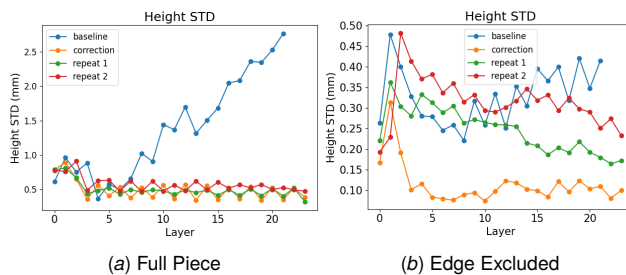 Height STD
baseline
correction
repeat 1
repeat 2
Height STD (mm)
2.5
2.0
1.5
1.0
0.5
0 5 10 15 20
Layer
(a) Full Piece
Height STD
baseline
correction
repeat 1
repeat 2
Height STD (mm)
0.50
0.45
0.40
0.35
0.30
0.25
0.20
0.15
0.10
0 5 10 15 20
Layer
(b) Edge Excluded